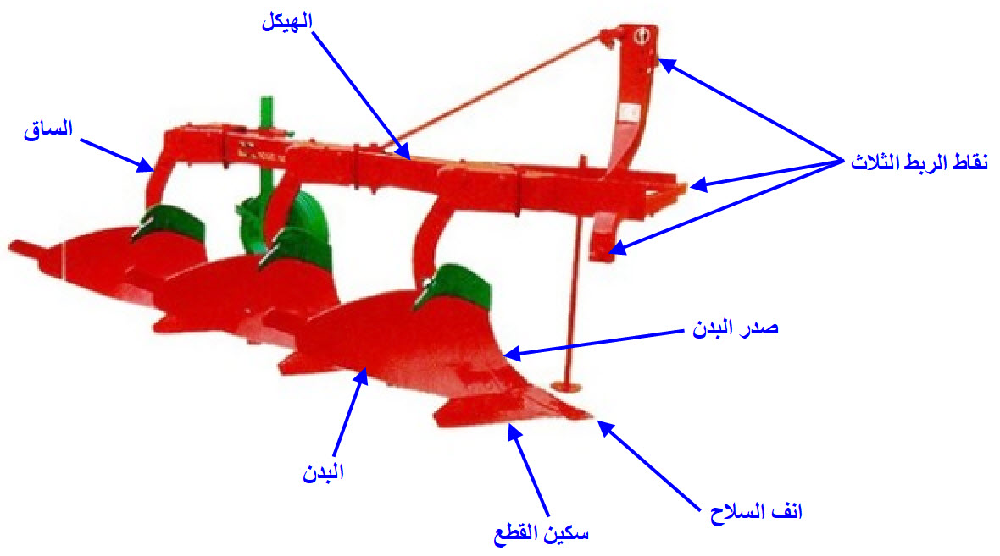 الهيكل
الساق
نقاط الربط الثلاث
صدر البدن
البدن
انف السلاح
سكين القطع